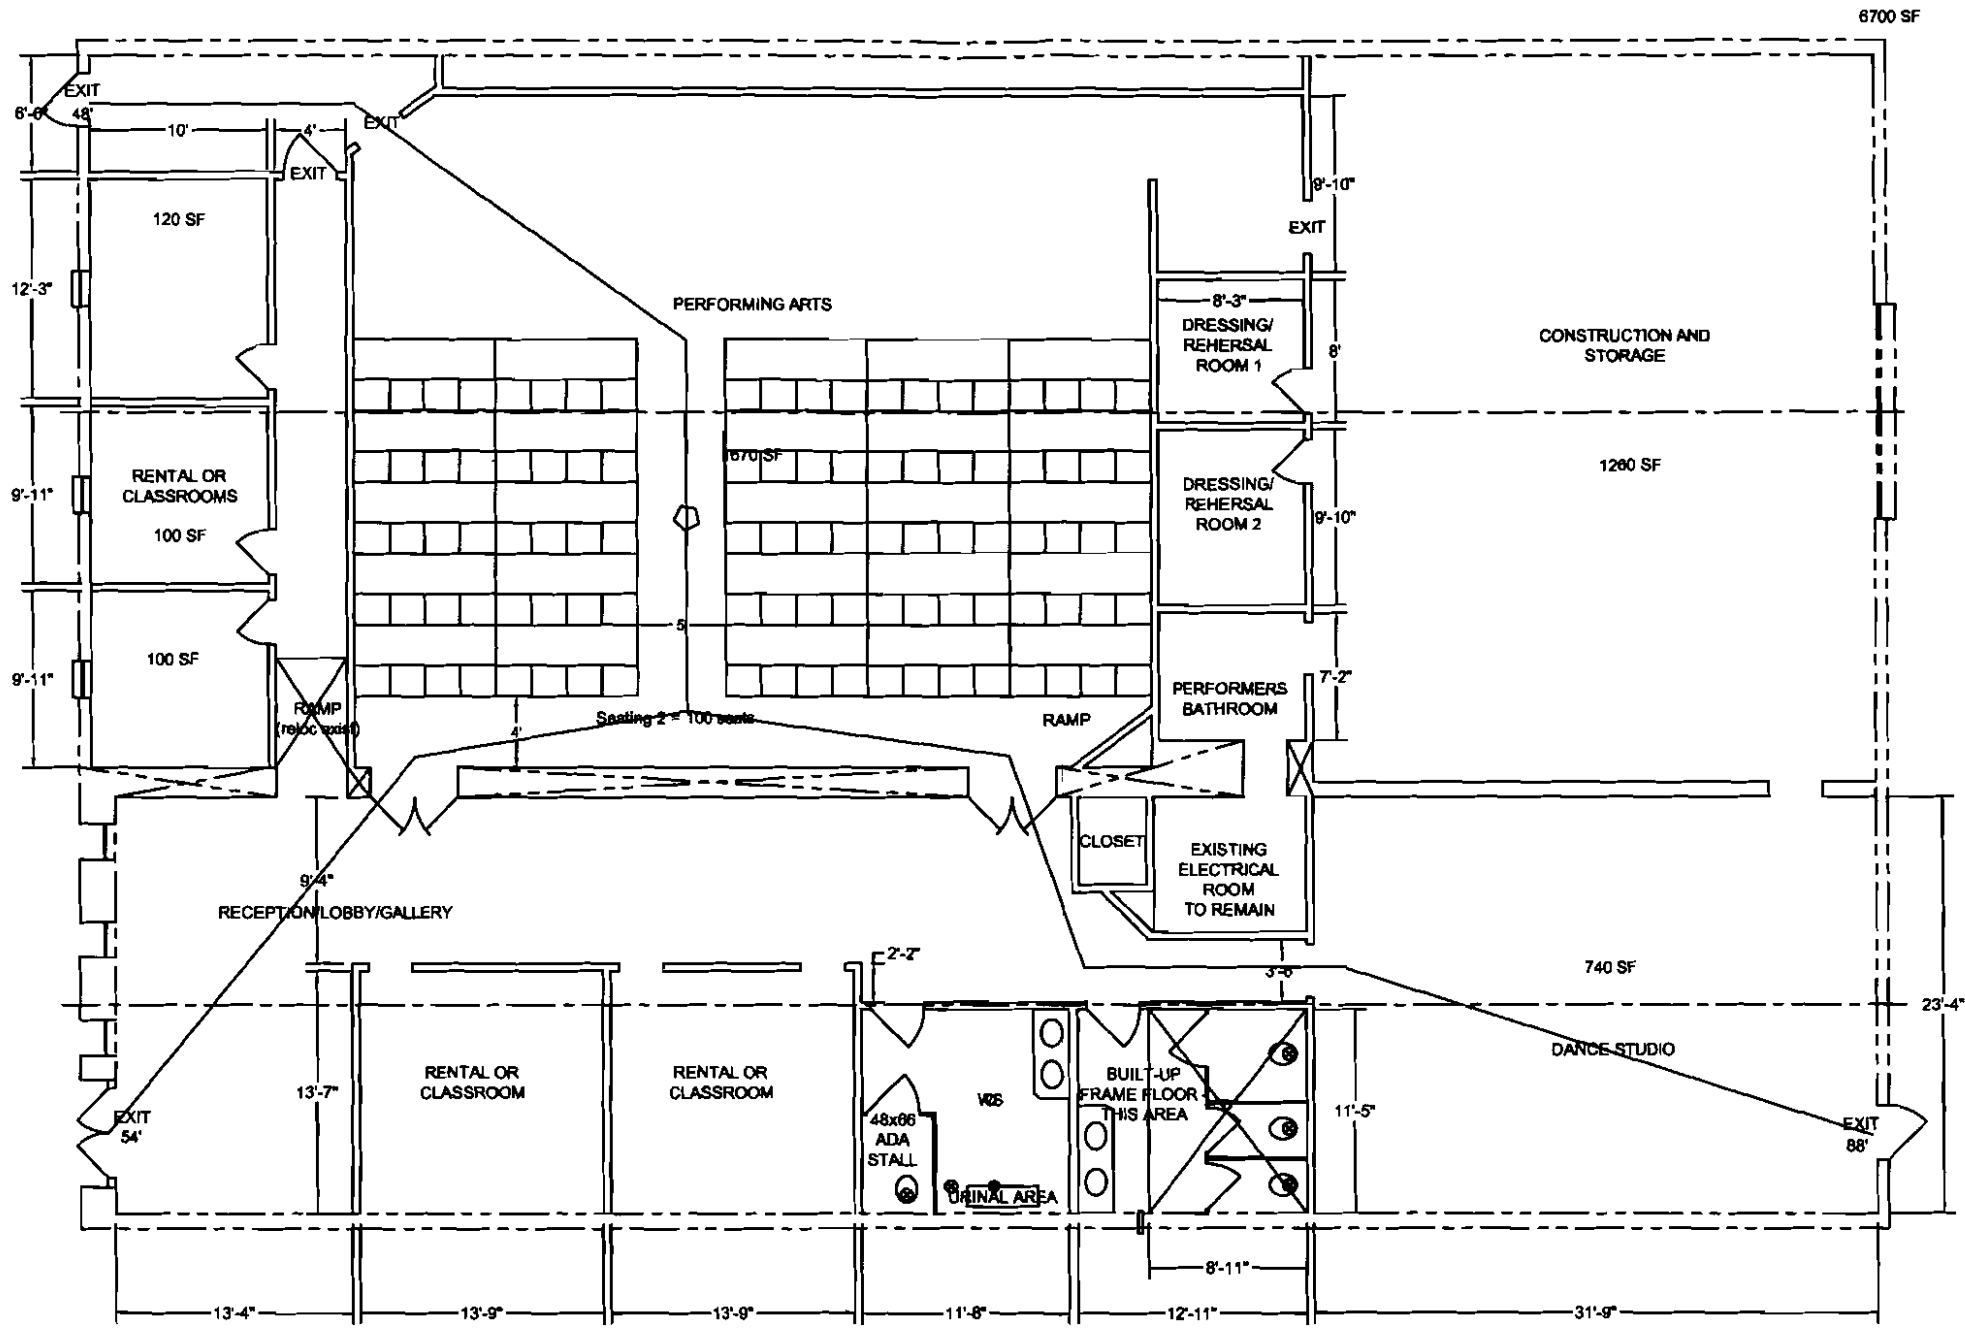 6700 SF
EXIT
6'-6"
48'
10'
4'
EXIT
EXIT
9'-10"
120 SF
EXIT
12'-3"
PERFORMING ARTS
8'-3"
DRESSING/
REHERSAL
ROOM 1
8'
CONSTRUCTION AND
STORAGE
1670 SF
1260 SF
RENTAL OR
CLASSROOMS
9'-11"
100 SF
DRESSING/
REHERSAL
ROOM 2
9'-10"
5'
100 SF
9'-11"
7'-2"
PERFORMERS
BATHROOM
RAMP
(reloc exist)
Seating 2 = 100 seats
4'
RAMP
CLOSET
EXISTING
ELECTRICAL
ROOM
TO REMAIN
9'-4"
RECEPTION/LOBBY/GALLERY
2'-2"
3'-6"
740 SF
23'-4"
DANCE STUDIO
RENTAL OR
CLASSROOM
RENTAL OR
CLASSROOM
13'-7"
BUILT-UP
FRAME FLOOR -
THIS AREA
11'-5"
EXIT
54'
48x66
ADA
STALL
EXIT
88'
URINAL AREA
8'-11"
13'-4"
13'-9"
13'-9"
11'-8"
12'-11"
31'-9"